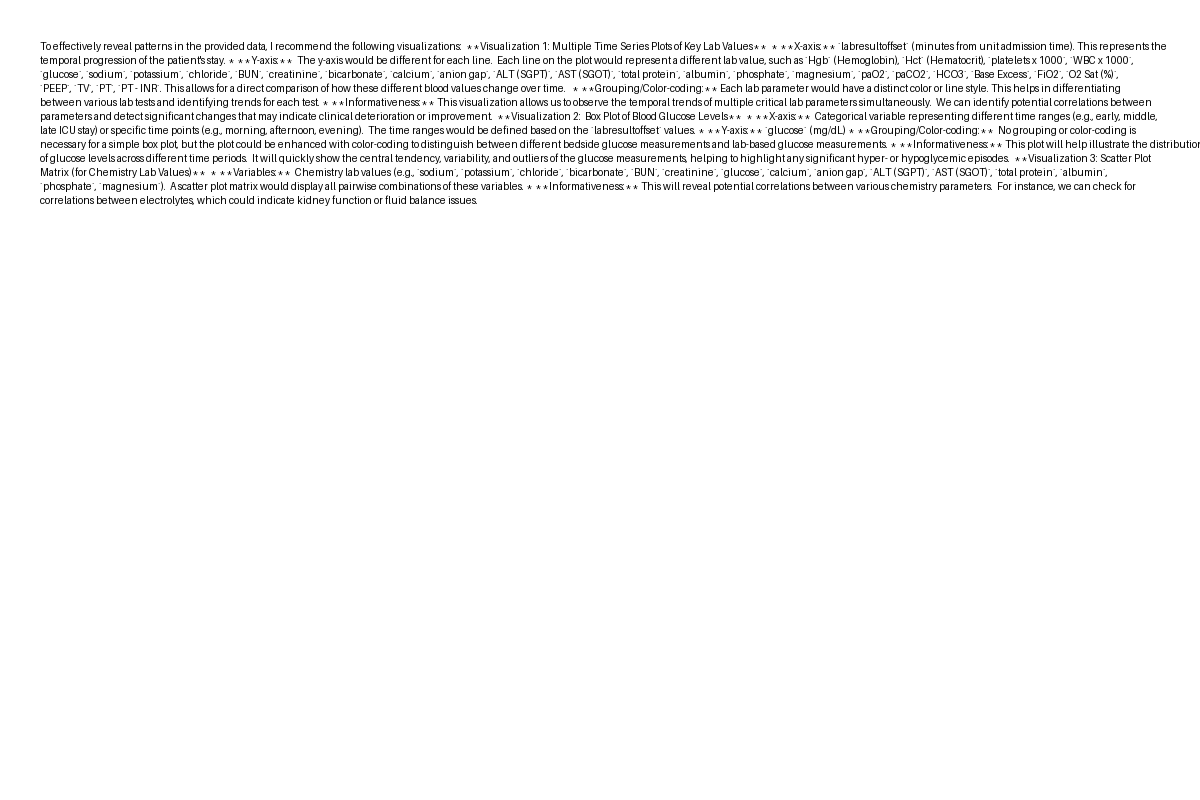 To effectively reveal patterns in the provided data, I recommend the following visualizations: **Visualization 1: Multiple Time Series Plots of Key Lab Values** * **X-axis:** `labresultoffset` (minutes from unit admission time). This represents the
temporal progression of the patient's stay. * **Y-axis:** The y-axis would be different for each line. Each line on the plot would represent a different lab value, such as `Hgb` (Hemoglobin), `Hct` (Hematocrit), `platelets x 1000`, `WBC x 1000`,
`glucose`, `sodium`, `potassium`, `chloride`, `BUN`, `creatinine`, `bicarbonate`, `calcium`, `anion gap`, `ALT (SGPT)`, `AST (SGOT)`, `total protein`, `albumin`, `phosphate`, `magnesium`, `paO2`, `paCO2`, `HCO3`, `Base Excess`, `FiO2`, `O2 Sat (%)`,
`PEEP`, `TV`, `PT`, `PT - INR`. This allows for a direct comparison of how these different blood values change over time. * **Grouping/Color-coding:** Each lab parameter would have a distinct color or line style. This helps in differentiating
between various lab tests and identifying trends for each test. * **Informativeness:** This visualization allows us to observe the temporal trends of multiple critical lab parameters simultaneously. We can identify potential correlations between
parameters and detect significant changes that may indicate clinical deterioration or improvement. **Visualization 2: Box Plot of Blood Glucose Levels** * **X-axis:** Categorical variable representing different time ranges (e.g., early, middle,
late ICU stay) or specific time points (e.g., morning, afternoon, evening). The time ranges would be defined based on the `labresultoffset` values. * **Y-axis:** `glucose` (mg/dL) * **Grouping/Color-coding:** No grouping or color-coding is
necessary for a simple box plot, but the plot could be enhanced with color-coding to distinguish between different bedside glucose measurements and lab-based glucose measurements. * **Informativeness:** This plot will help illustrate the distribution
of glucose levels across different time periods. It will quickly show the central tendency, variability, and outliers of the glucose measurements, helping to highlight any significant hyper- or hypoglycemic episodes. **Visualization 3: Scatter Plot
Matrix (for Chemistry Lab Values)** * **Variables:** Chemistry lab values (e.g., `sodium`, `potassium`, `chloride`, `bicarbonate`, `BUN`, `creatinine`, `glucose`, `calcium`, `anion gap`, `ALT (SGPT)`, `AST (SGOT)`, `total protein`, `albumin`,
`phosphate`, `magnesium`). A scatter plot matrix would display all pairwise combinations of these variables. * **Informativeness:** This will reveal potential correlations between various chemistry parameters. For instance, we can check for
correlations between electrolytes, which could indicate kidney function or fluid balance issues.